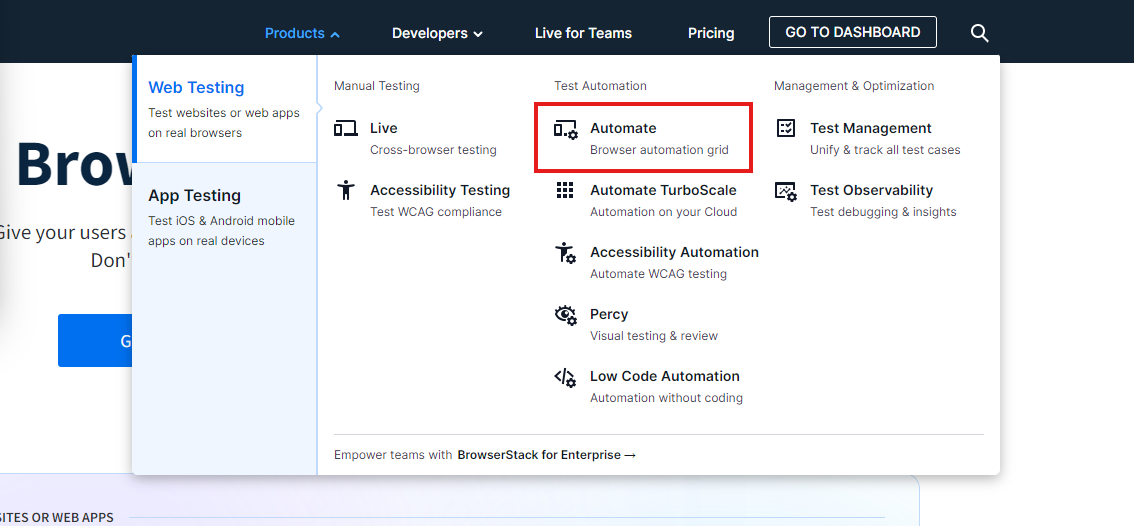 Products
Developers
Live for Teams
Pricing
GO TO DASHBOARD
Web Testing
Test websites or web apps
on real browsers
App Testing
Test iOS & Android mobile
apps on real devices
Manual Testing
Live
Cross-browser testing
Accessibility Testing
Test WCAG compliance
Test Automation
Automate
Browser automation grid
Automate TurboScale
Automation on your Cloud
Accessibility Automation
Automate WCAG testing
Percy
Visual testing & review
Low Code Automation
Automation without coding
Management & Optimization
Test Management
Unify & track all test cases
Test Observability
Test debugging & insights
Empower teams with BrowserStack for Enterprise →
Brow
Give your users
Don'
G
SITES OR WEB APPS